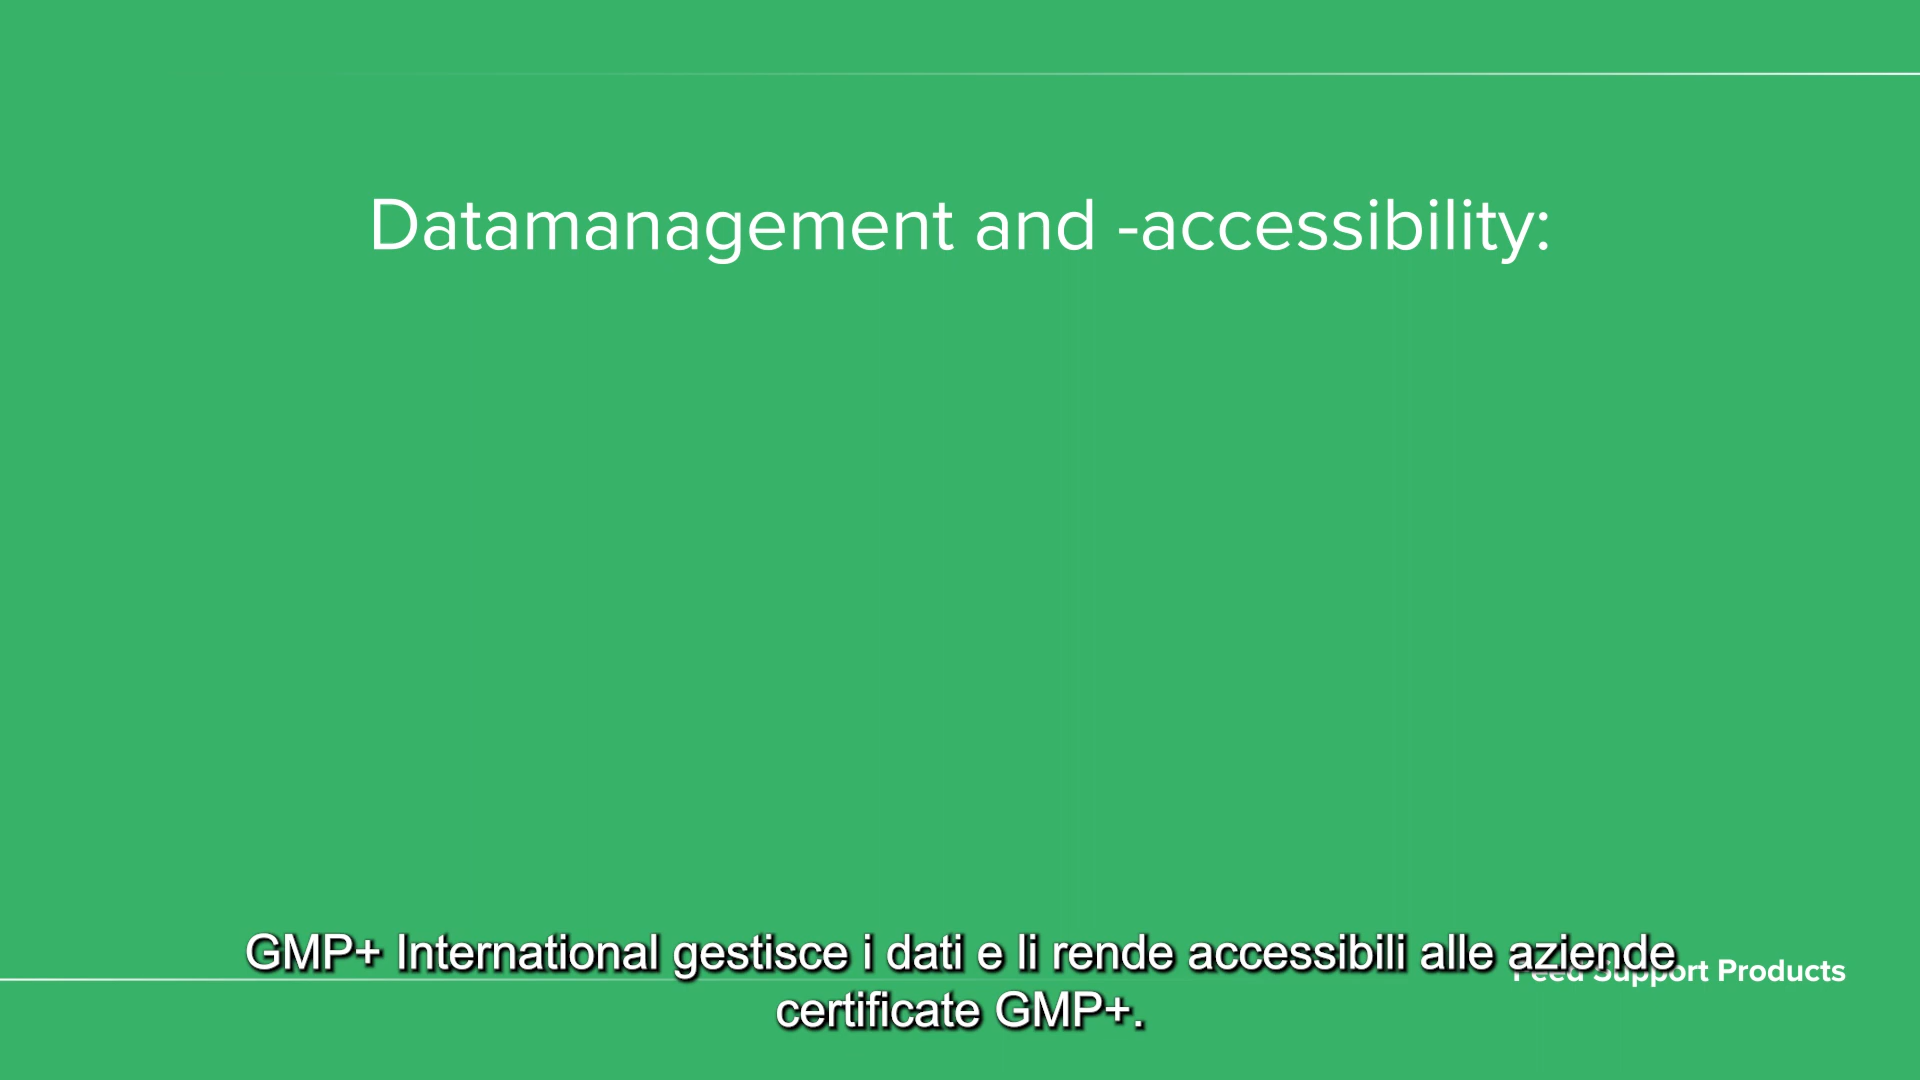 Datamanagement and -accessibility:
GMP+ International gestisce i dati e li rende accessibili alle aziende
certificate GMP+.
Feed Support Products